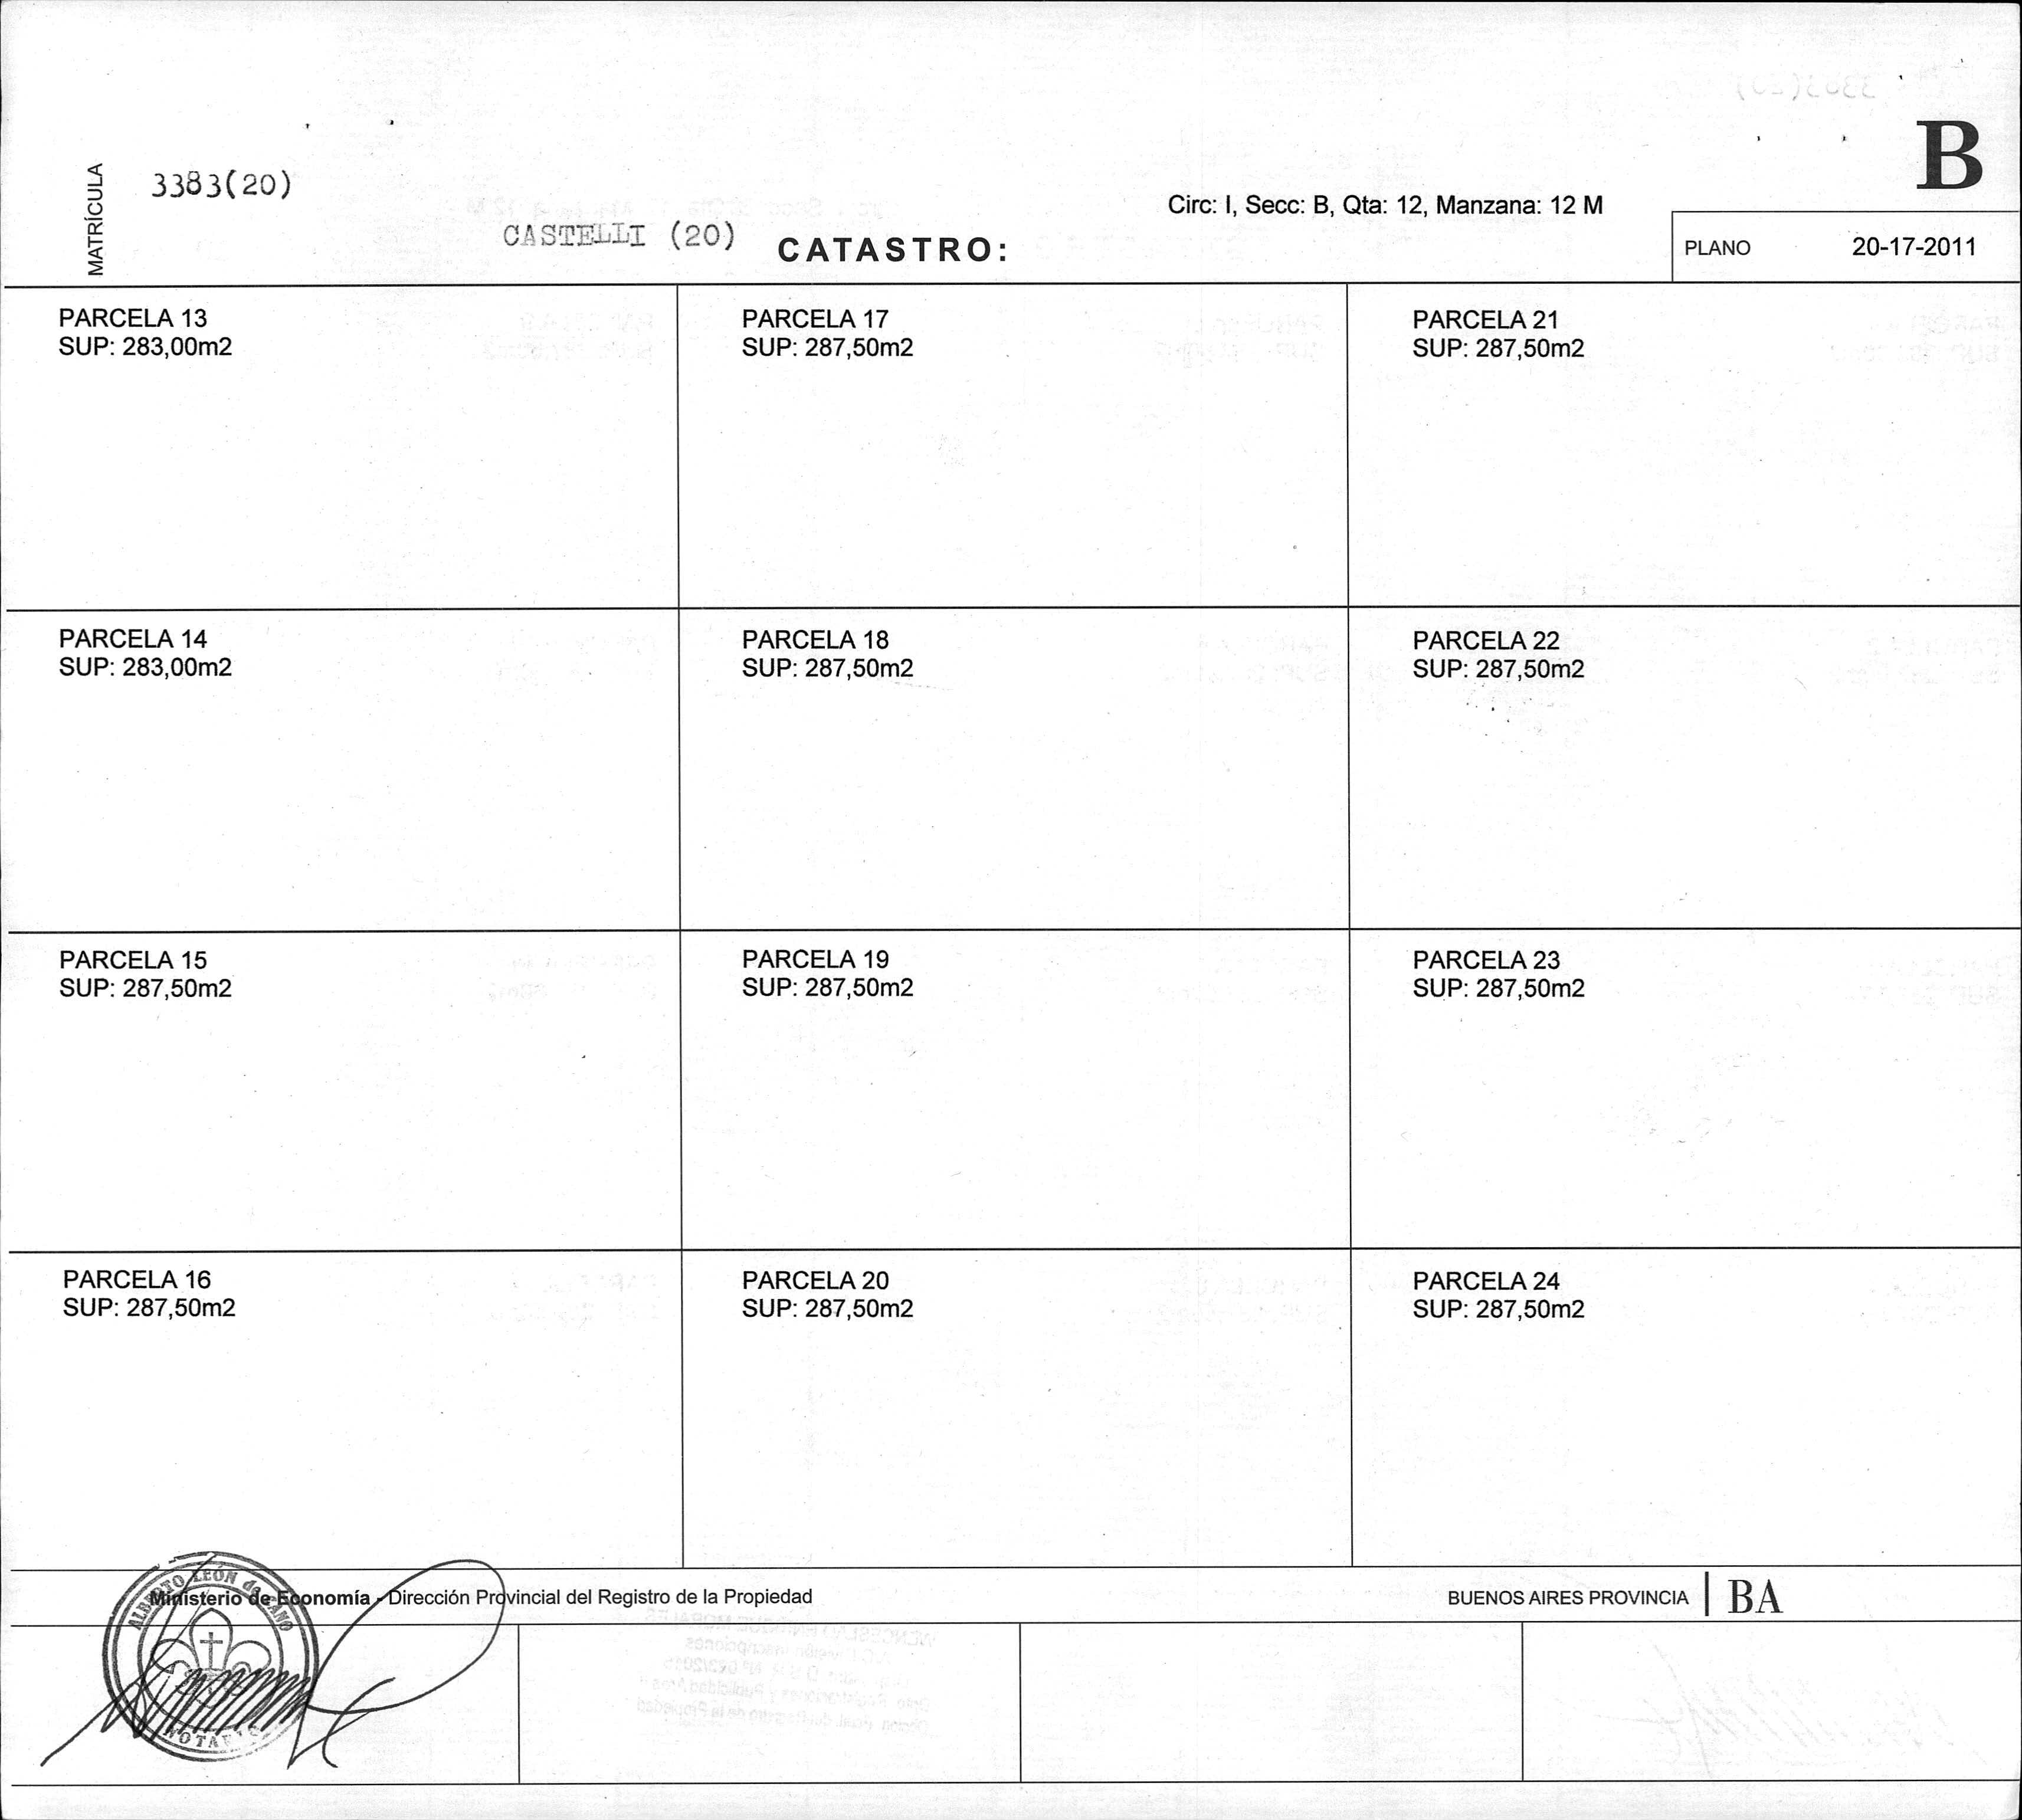 MATRÍCULA
3383(20)
CASTELLI (20)
CATASTRO:
Circ: I, Secc: B, Qta: 12, Manzana: 12 M
B
PLANO 20-17-2011
PARCELA 13
SUP: 283,00m2
PARCELA 17
SUP: 287,50m2
PARCELA 21
SUP: 287,50m2
PARCELA 14
SUP: 283,00m2
PARCELA 18
SUP: 287,50m2
PARCELA 22
SUP: 287,50m2
PARCELA 15
SUP: 287,50m2
PARCELA 19
SUP: 287,50m2
PARCELA 23
SUP: 287,50m2
PARCELA 16
SUP: 287,50m2
PARCELA 20
SUP: 287,50m2
PARCELA 24
SUP: 287,50m2
Ministerio de Economía - Dirección Provincial del Registro de la Propiedad
BUENOS AIRES PROVINCIA | BA
ALBERTO LEÓN de
NOTARIO